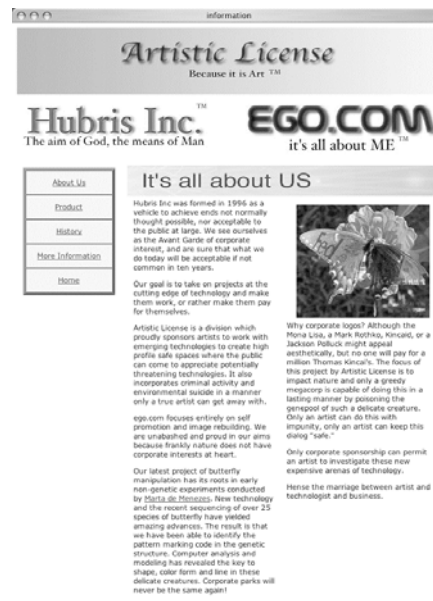 information
Artistic License
Because it is Art ™
Hubris Inc.™
The aim of God, the means of Man
EGO.COM
it's all about ME ™
About Us
Product
History
More Information
Home
It's all about US
Hubris Inc was formed in 1996 as a
vehicle to achieve ends not normally
thought possible, nor acceptable to
the public at large. We see ourselves
as the Avant Garde of corporate
interest, and are sure that what we
do today will be acceptable if not
common in ten years.
Our goal is to take on projects at the
cutting edge of technology and make
them work, or rather make them pay
for themselves.
Artistic License is a division which
proudly sponsors artists to work with
emerging technologies to create high
profile safe spaces where the public
can come to appreciate potentially
threatening technologies. It also
incorporates criminal activity and
environmental suicide in a manner
only a true artist can get away with.
ego.com focuses entirely on self
promotion and image rebuilding. We
are unabashed and proud in our aims
because frankly nature does not have
corporate interests at heart.
Our latest project of butterfly
manipulation has its roots in early
non-genetic experiments conducted
by Marta de Menezes. New technology
and the recent sequencing of over 25
species of butterfly have yielded
amazing advances. The result is that
we have been able to identify the
pattern marking code in the genetic
structure. Computer analysis and
modeling has revealed the key to
shape, color form and line in these
delicate creatures. Corporate parks will
never be the same again!
Why corporate logos? Although the
Mona Lisa, a Mark Rothko, Kincaid, or a
Jackson Polluck might appeal
aesthetically, but no one will pay for a
million Thomas Kincai's. The focus of
this project by Artistic License is to
impact nature and only a greedy
megacorp is capable of doing this in a
lasting manner by poisoning the
genepool of such a delicate creature.
Only an artist can do this with
impunity, only an artist can keep this
dialog "safe."
Only corporate sponsorship can permit
an artist to investigate these new
expensive arenas of technology.
Hense the marriage between artist and
technologist and business.